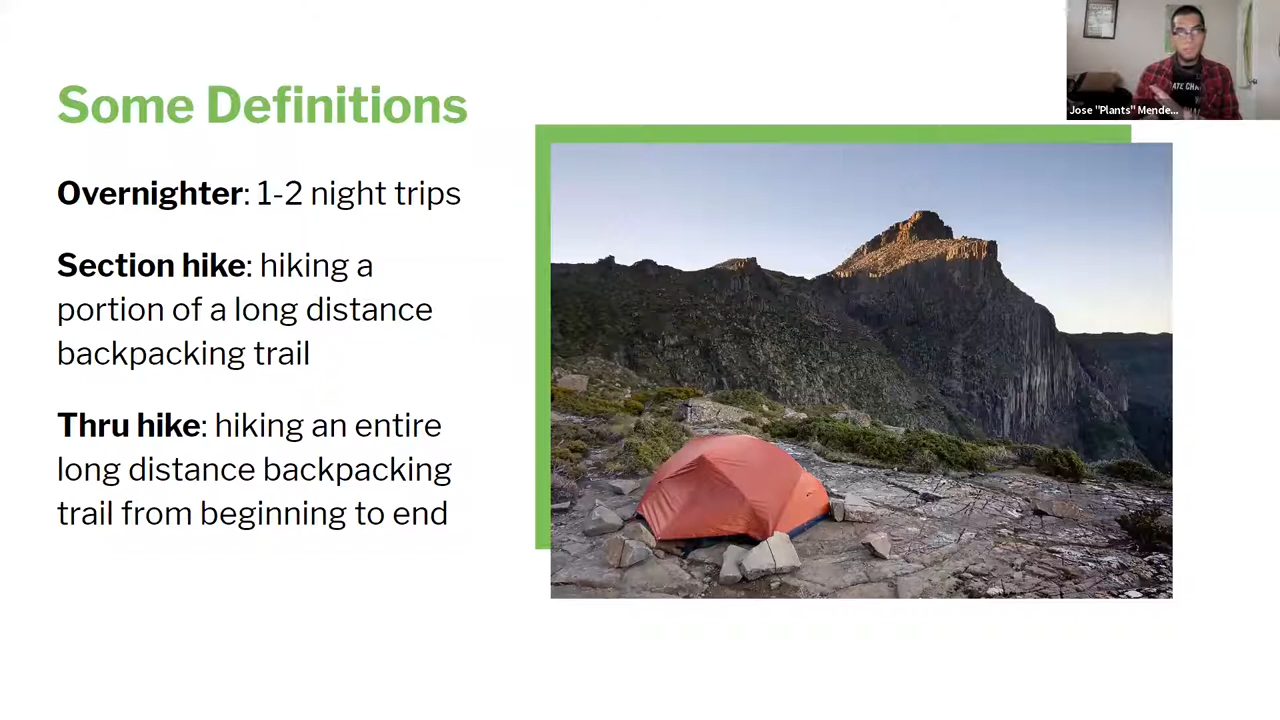 Some Definitions
Overnighter: 1-2 night trips
Section hike: hiking a
portion of a long distance
backpacking trail
Thru hike: hiking an entire
long distance backpacking
trail from beginning to end
Jose "Plants" Mende...